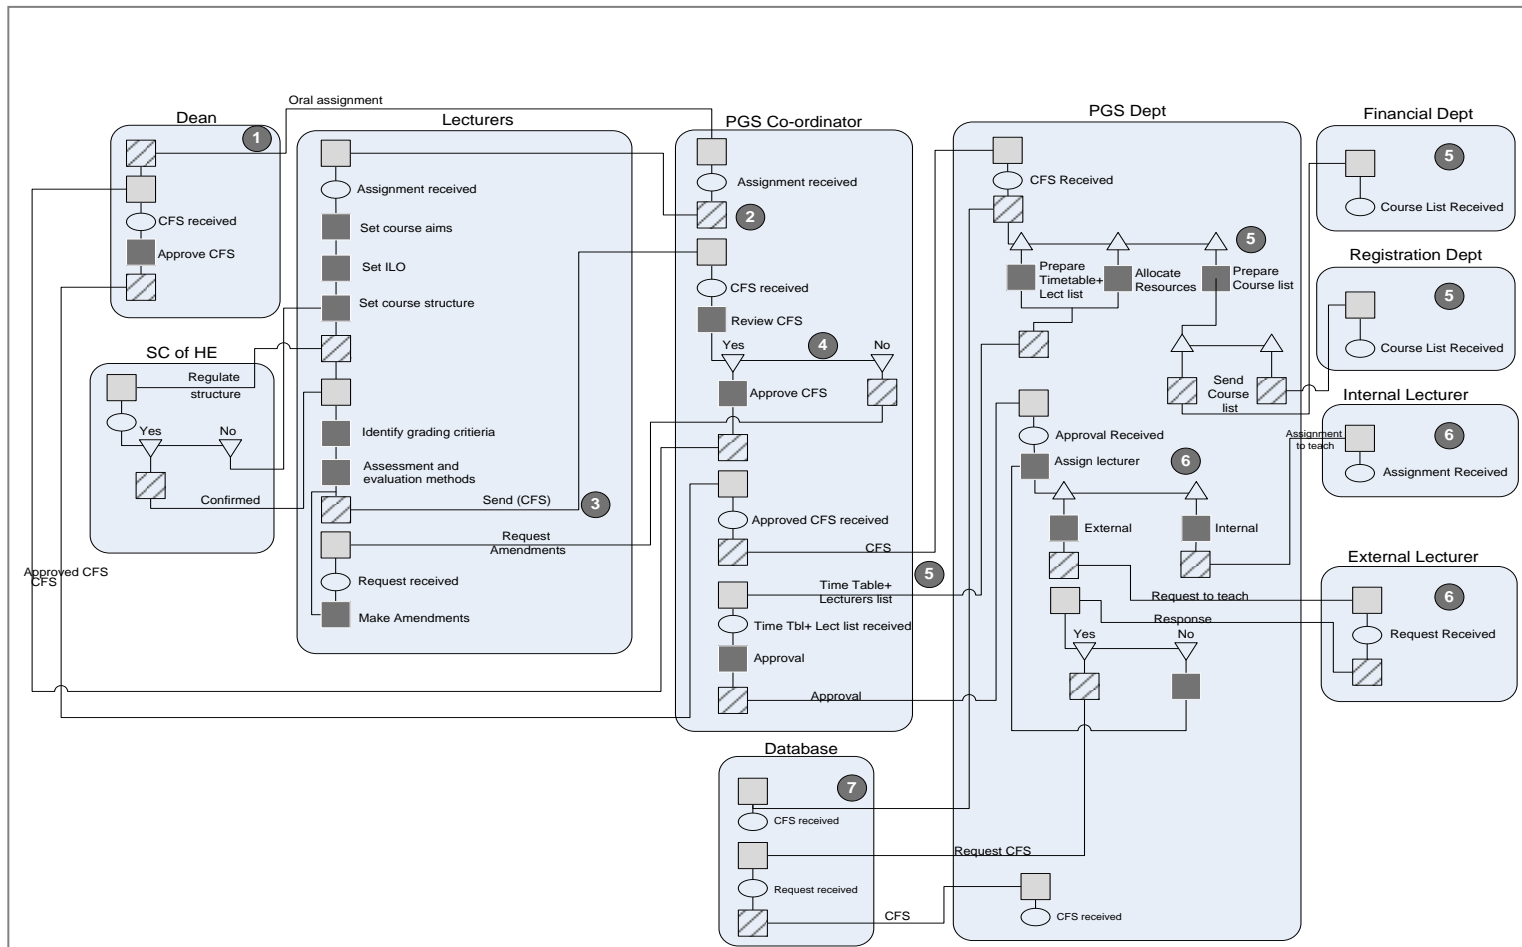 Oral assignment
Dean
1
CFS received
Approve CFS
Lecturers
Assignment received
Set course aims
Set ILO
Set course structure
Identify grading critieria
Assessment and
evaluation methods
Send (CFS)
3
Request
Amendments
Request received
Make Amendments
SC of HE
Regulate
structure
Yes
No
Confirmed
Approved CFS
CFS
PGS Co-ordinator
Assignment received
2
CFS received
Review CFS
Yes
4
No
Approve CFS
Approved CFS received
CFS
5
Time Table+
Lecturers list
Time Tbl+ Lect list received
Approval
Approval
Database
7
CFS received
Request CFS
Request received
CFS
PGS Dept
CFS Received
5
Prepare
Timetable+
Lect list
Allocate
Resources
Prepare
Course list
Send
Course
list
Approval Received
Assign lecturer
6
External
Internal
Request to teach
Response
Yes
No
CFS received
Financial Dept
5
Course List Received
Registration Dept
5
Course List Received
Internal Lecturer
Assignment
to teach
6
Assignment Received
External Lecturer
6
Request Received